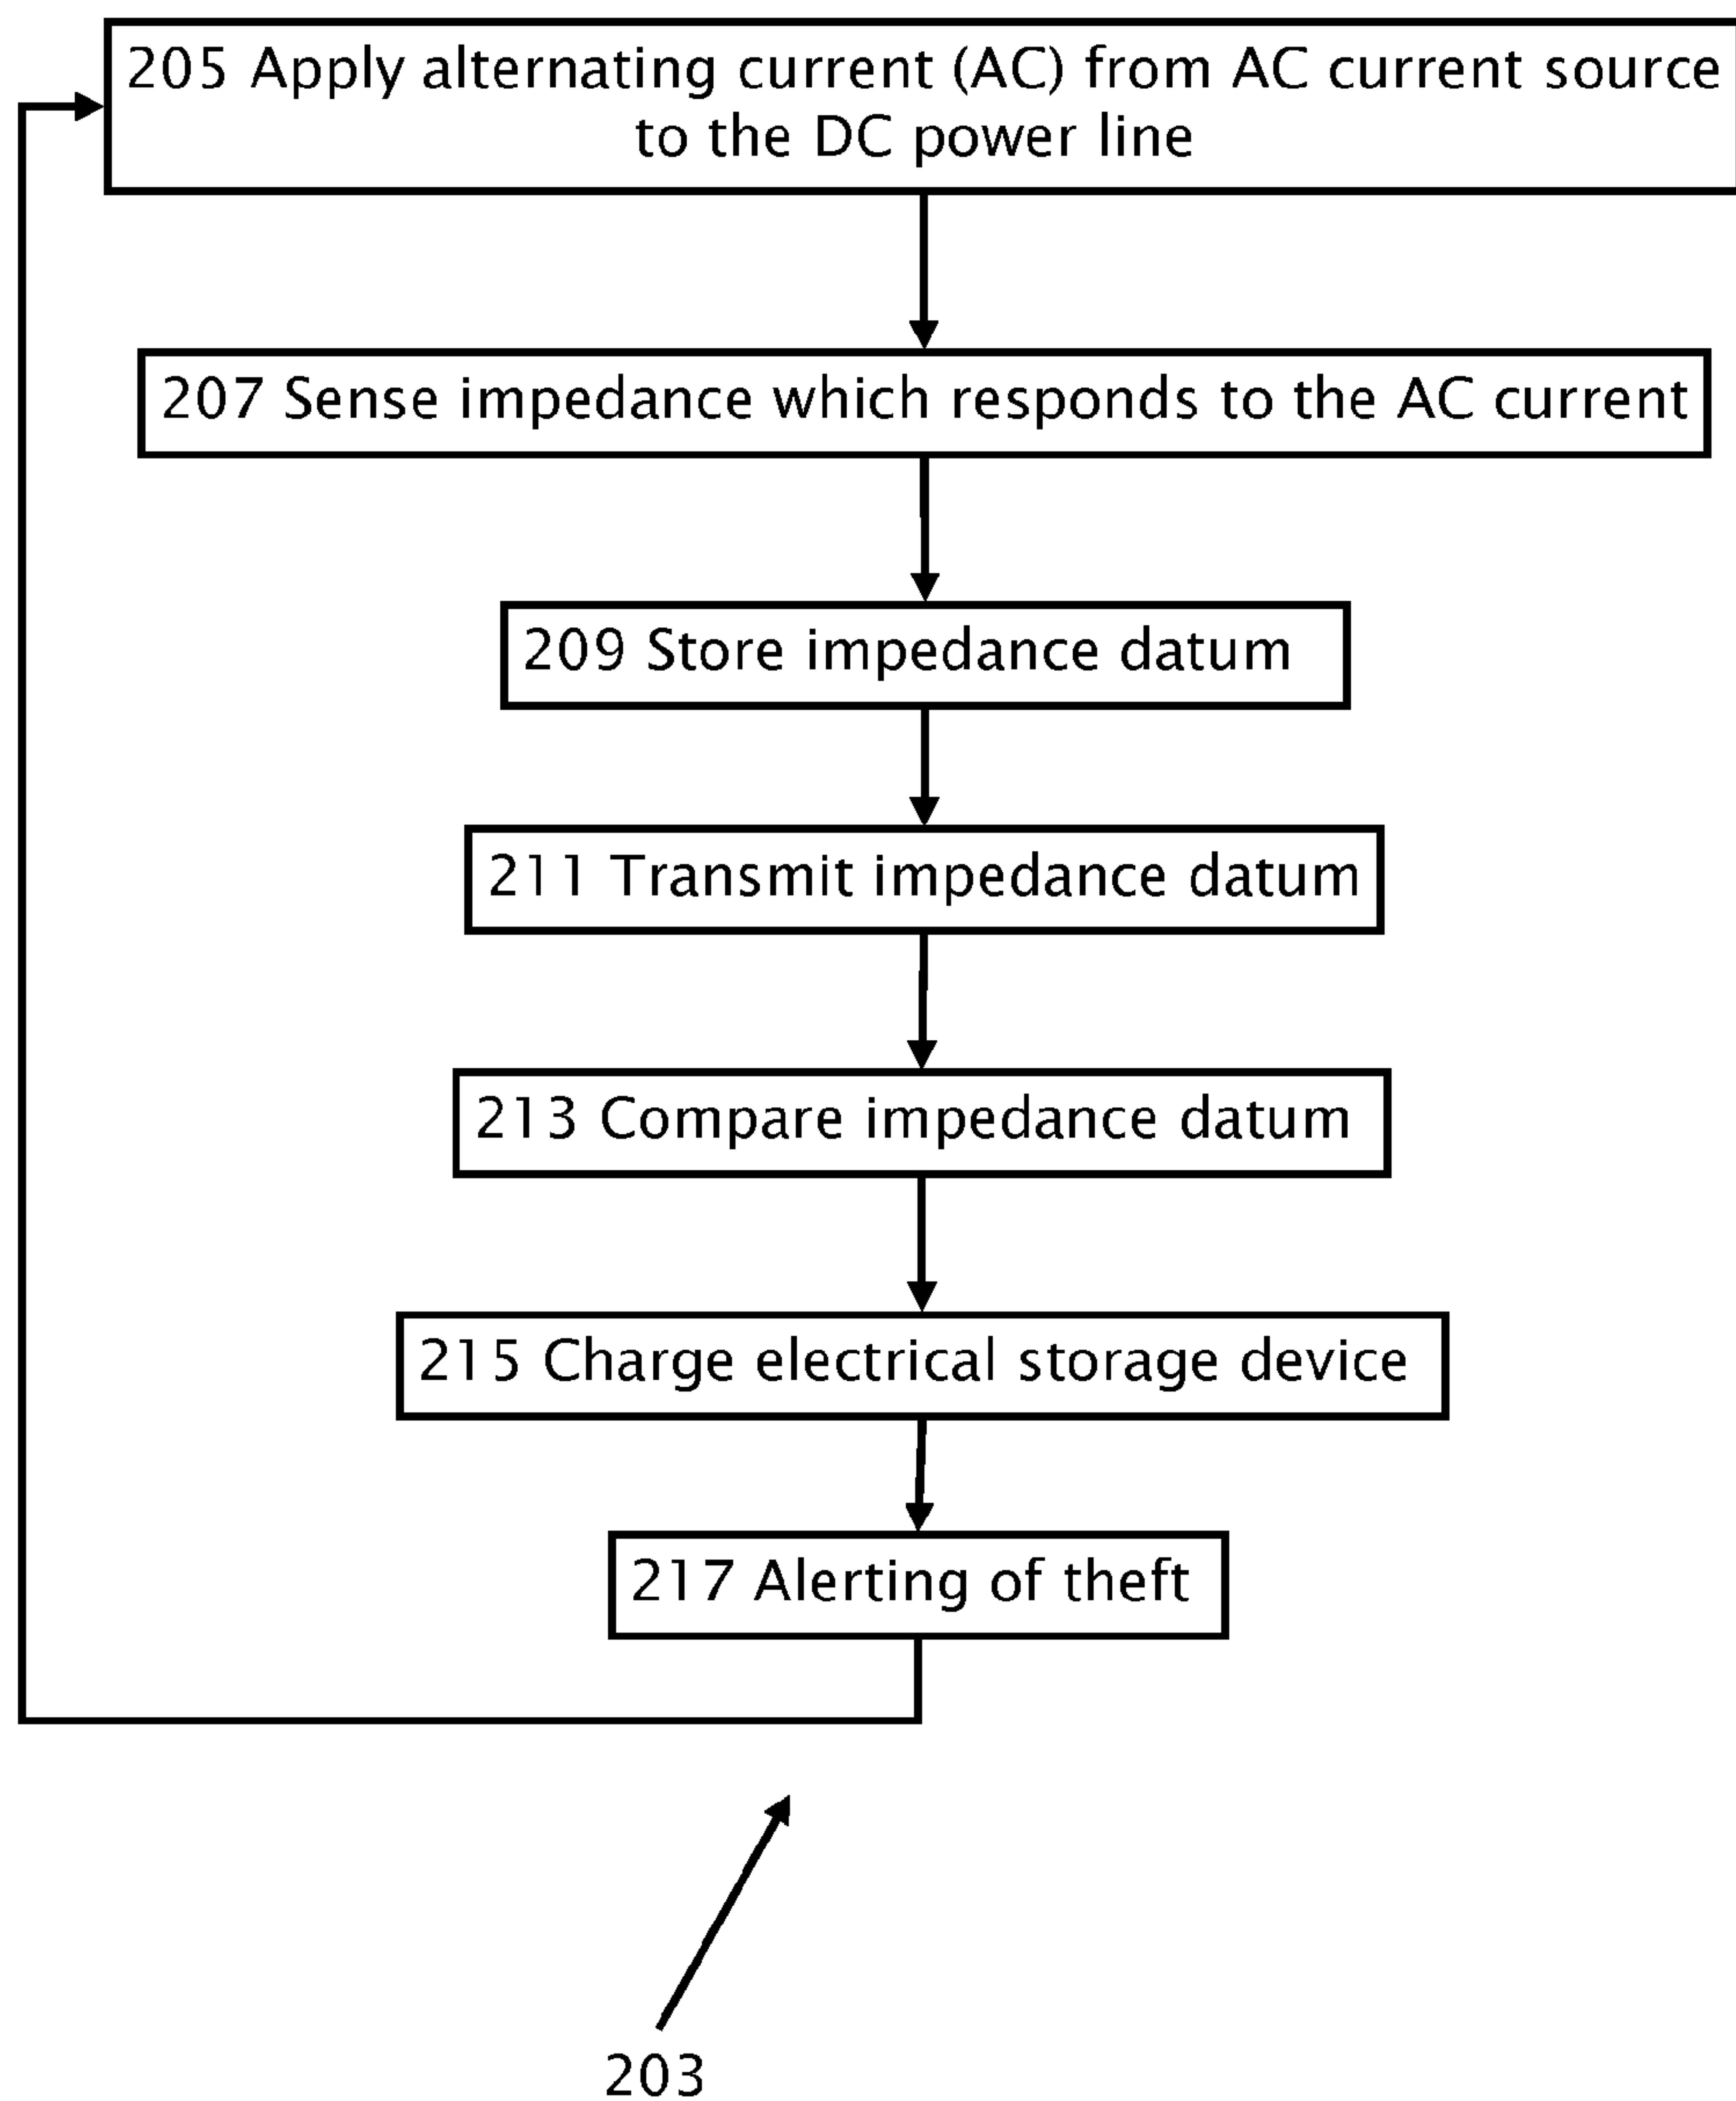 205 Apply alternating current (AC) from AC current source
to the DC power line
207 Sense impedance which responds to the AC current
209 Store impedance datum
211 Transmit impedance datum
213 Compare impedance datum
215 Charge electrical storage device
217 Alerting of theft
203